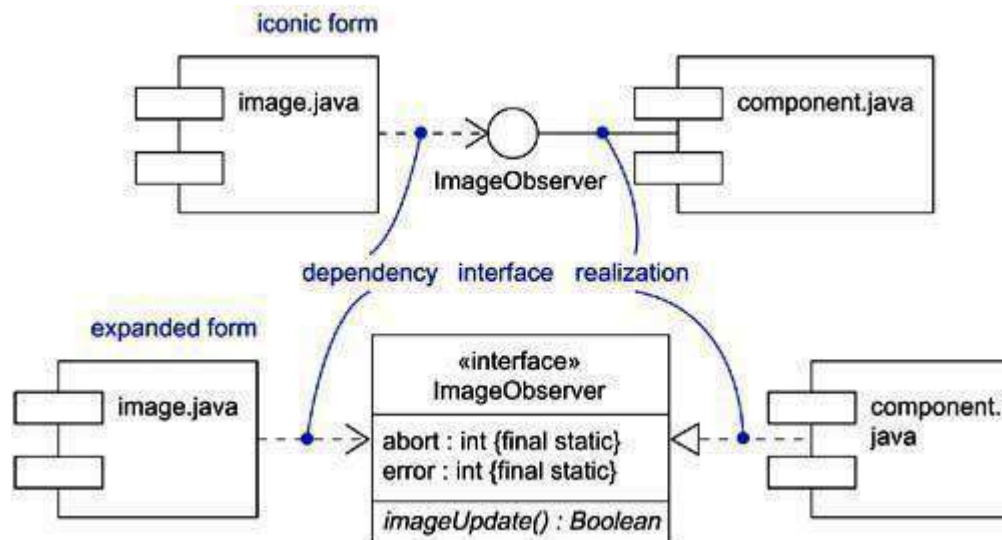 iconic form
image.java
component.java
ImageObserver
dependency interface realization
expanded form
«interface»
ImageObserver
image.java
component.
java
abort : int {final static}
error : int {final static}
imageUpdate() : Boolean